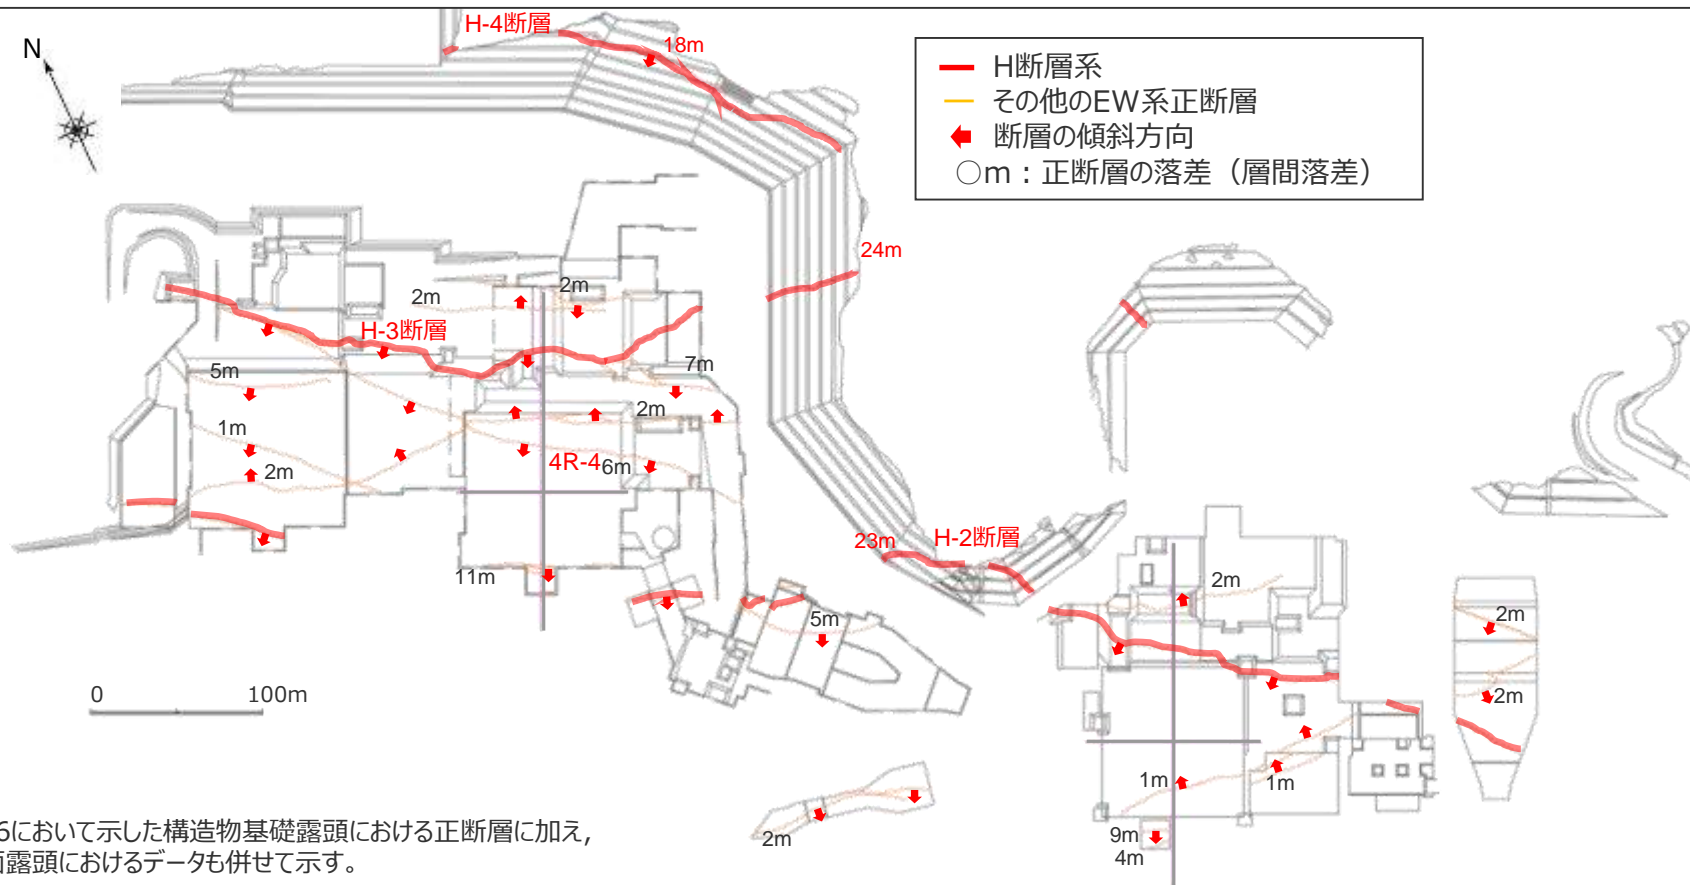 H-4断層
18m
N
H断層系
その他のEW系正断層
断層の傾斜方向
○m：正断層の落差（層間落差）
24m
2m
2m
H-3断層
5m
7m
1m
2m
2m
4R-4
6m
23m
H-2断層
11m
2m
5m
2m
2m
0
100m
1m
1m
2m
9m
4m
6において示した構造物基礎露頭における正断層に加え，
面露頭におけるデータも併せて示す。